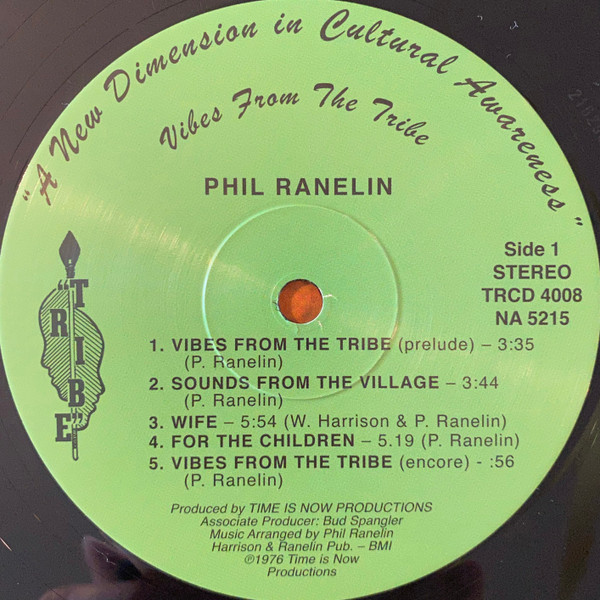 "A New Dimension in Cultural Awareness"
Vibes From The Tribe
PHIL RANELIN
"TRIBE"
Side 1
STEREO
TRCD 4008
NA 5215
1. VIBES FROM THE TRIBE (prelude) – 3:35
(P. Ranelin)
2. SOUNDS FROM THE VILLAGE – 3:44
(P. Ranelin)
3. WIFE – 5:54 (W. Harrison & P. Ranelin)
4. FOR THE CHILDREN – 5.19 (P. Ranelin)
5. VIBES FROM THE TRIBE (encore) - :56
(P. Ranelin)
Produced by TIME IS NOW PRODUCTIONS
Associate Producer: Bud Spangler
Music Arranged by Phil Ranelin
Harrison & Ranelin Pub. – BMI
℗1976 Time is Now
Productions